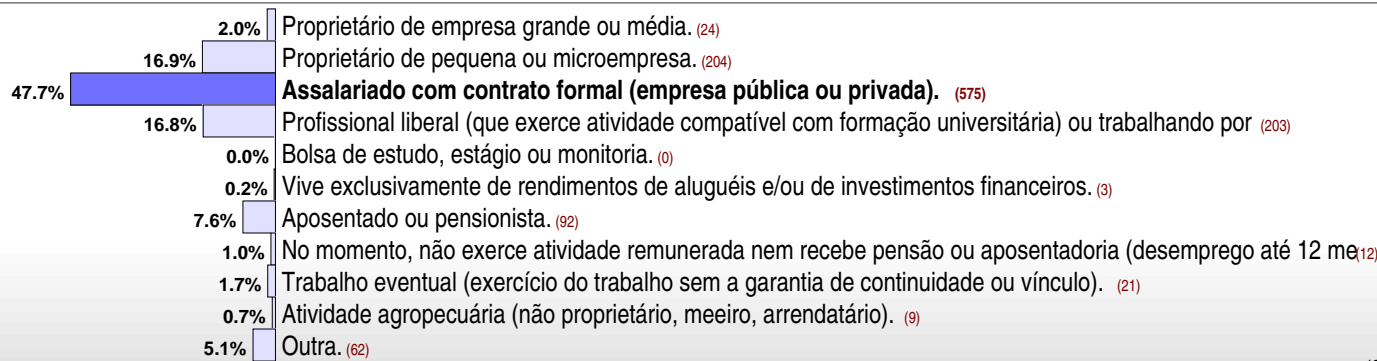 2.0% Proprietário de empresa grande ou média. (24)
16.9% Proprietário de pequena ou microempresa. (204)
47.7% Assalariado com contrato formal (empresa pública ou privada). (575)
16.8% Profissional liberal (que exerce atividade compatível com formação universitária) ou trabalhando por (203)
0.0% Bolsa de estudo, estágio ou monitoria. (0)
0.2% Vive exclusivamente de rendimentos de aluguéis e/ou de investimentos financeiros. (3)
7.6% Aposentado ou pensionista. (92)
1.0% No momento, não exerce atividade remunerada nem recebe pensão ou aposentadoria (desemprego até 12 me (12)
1.7% Trabalho eventual (exercício do trabalho sem a garantia de continuidade ou vínculo). (21)
0.7% Atividade agropecuária (não proprietário, meeiro, arrendatário). (9)
5.1% Outra. (62)